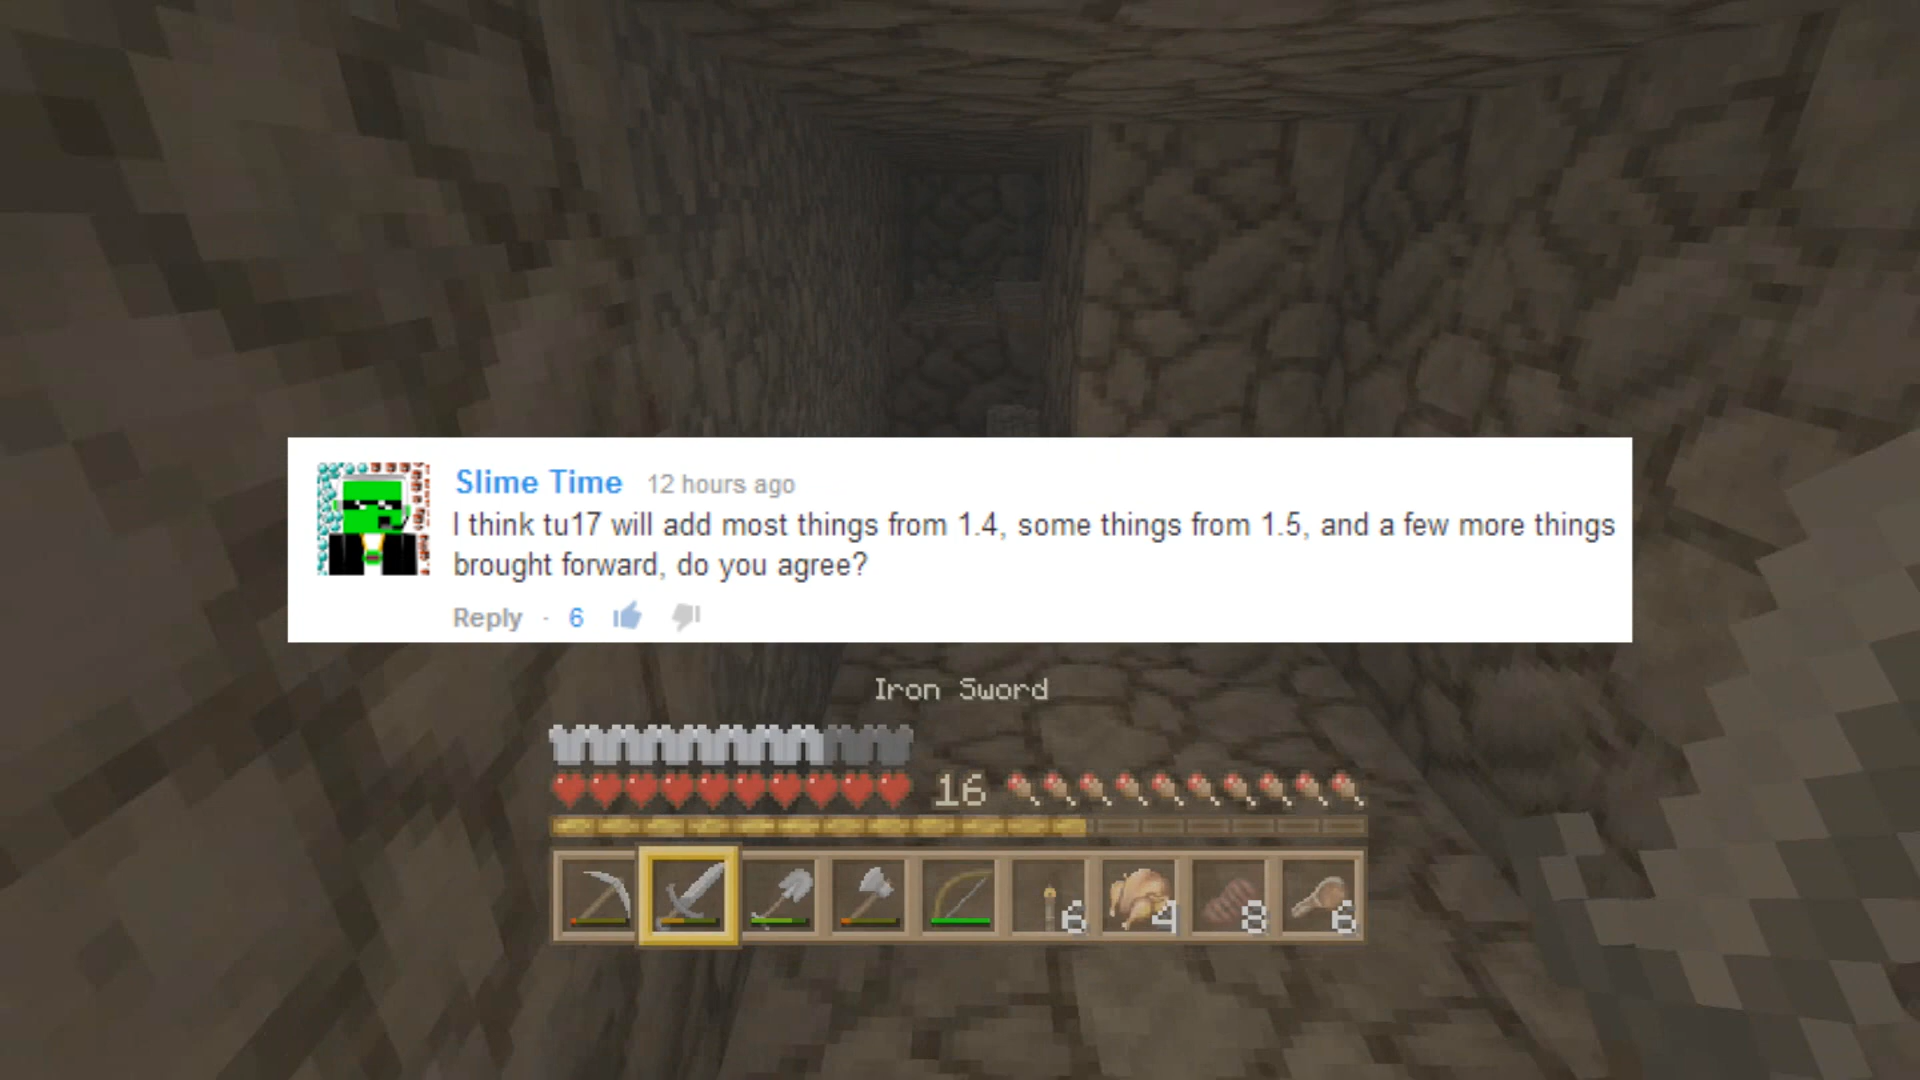 Slime Time 12 hours ago
I think tu17 will add most things from 1.4, some things from 1.5, and a few more things
brought forward, do you agree?
Reply · 6
Iron Sword
16
6 4 8 6